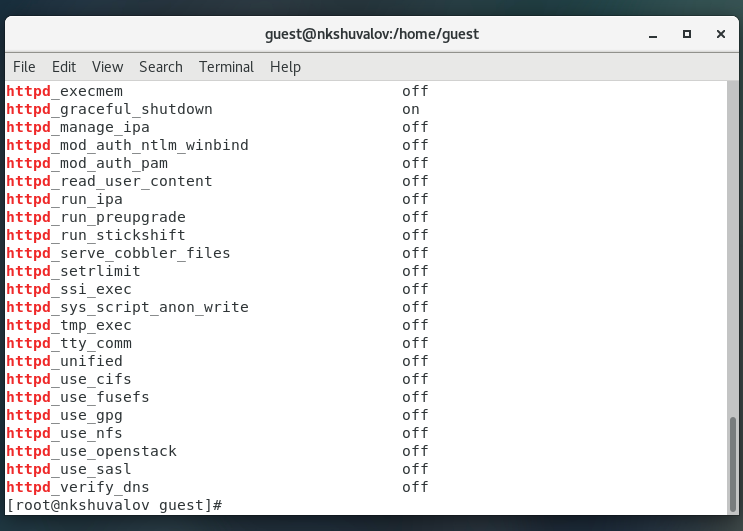 guest@nkshuvalov:/home/guest
File Edit View Search Terminal Help
httpd_execmem off
httpd_graceful_shutdown on
httpd_manage_ipa off
httpd_mod_auth_ntlm_winbind off
httpd_mod_auth_pam off
httpd_read_user_content off
httpd_run_ipa off
httpd_run_preupgrade off
httpd_run_stickshift off
httpd_serve_cobbler_files off
httpd_setrlimit off
httpd_ssi_exec off
httpd_sys_script_anon_write off
httpd_tmp_exec off
httpd_tty_comm off
httpd_unified off
httpd_use_cifs off
httpd_use_fusefs off
httpd_use_gpg off
httpd_use_nfs off
httpd_use_openstack off
httpd_use_sasl off
httpd_verify_dns off
[root@nkshuvalov guest]#